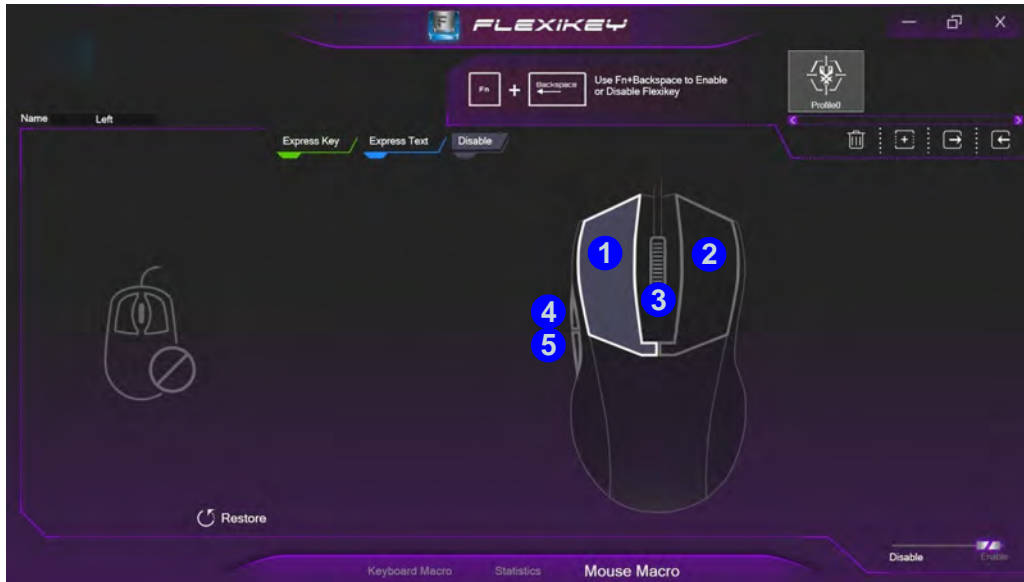 F FLEXiKEY
Fn + Backspace Use Fn+Backspace to Enable
or Disable Flexikey
Profile0
Name Left
Express Key Express Text Disable
1
2
3
4
5
Restore
Disable Enable
Keyboard Macro Statistics Mouse Macro